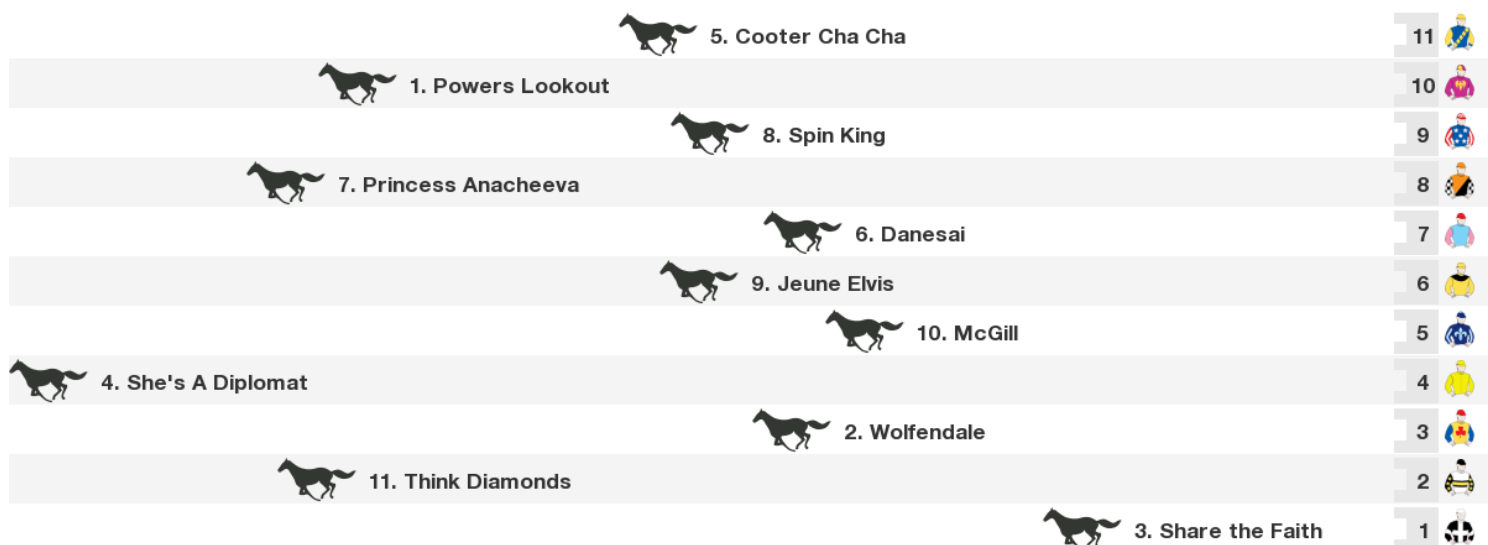 5. Cooter Cha Cha 11
1. Powers Lookout 10
8. Spin King 9
7. Princess Anacheeva 8
6. Danesai 7
9. Jeune Elvis 6
10. McGill 5
4. She's A Diplomat 4
2. Wolfendale 3
11. Think Diamonds 2
3. Share the Faith 1